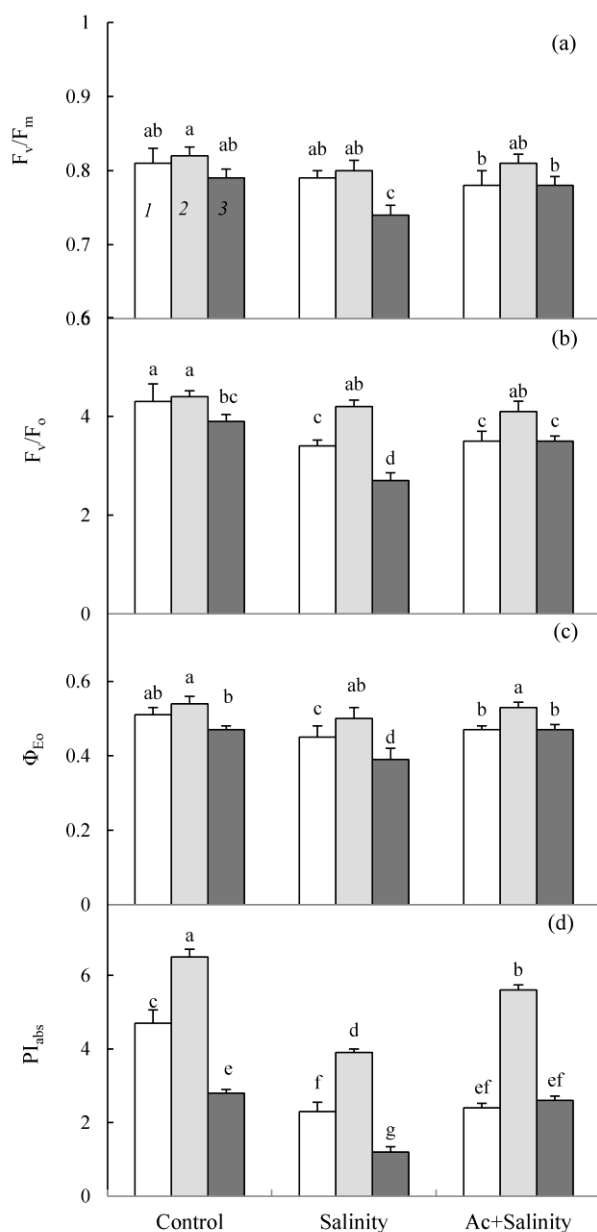 (a)
1
0.9
0.8
0.7
0.6
Fv/Fm
ab a ab ab ab c b ab b
1 2 3
(b)
4
2
0
Fv/Fo
a a bc c ab d c ab c
(c)
0.6
0.4
0.2
0
ΦEo
ab a b c ab d b a b
(d)
6
4
2
0
PIabs
c a e f d g ef b ef
Control Salinity Ac+Salinity